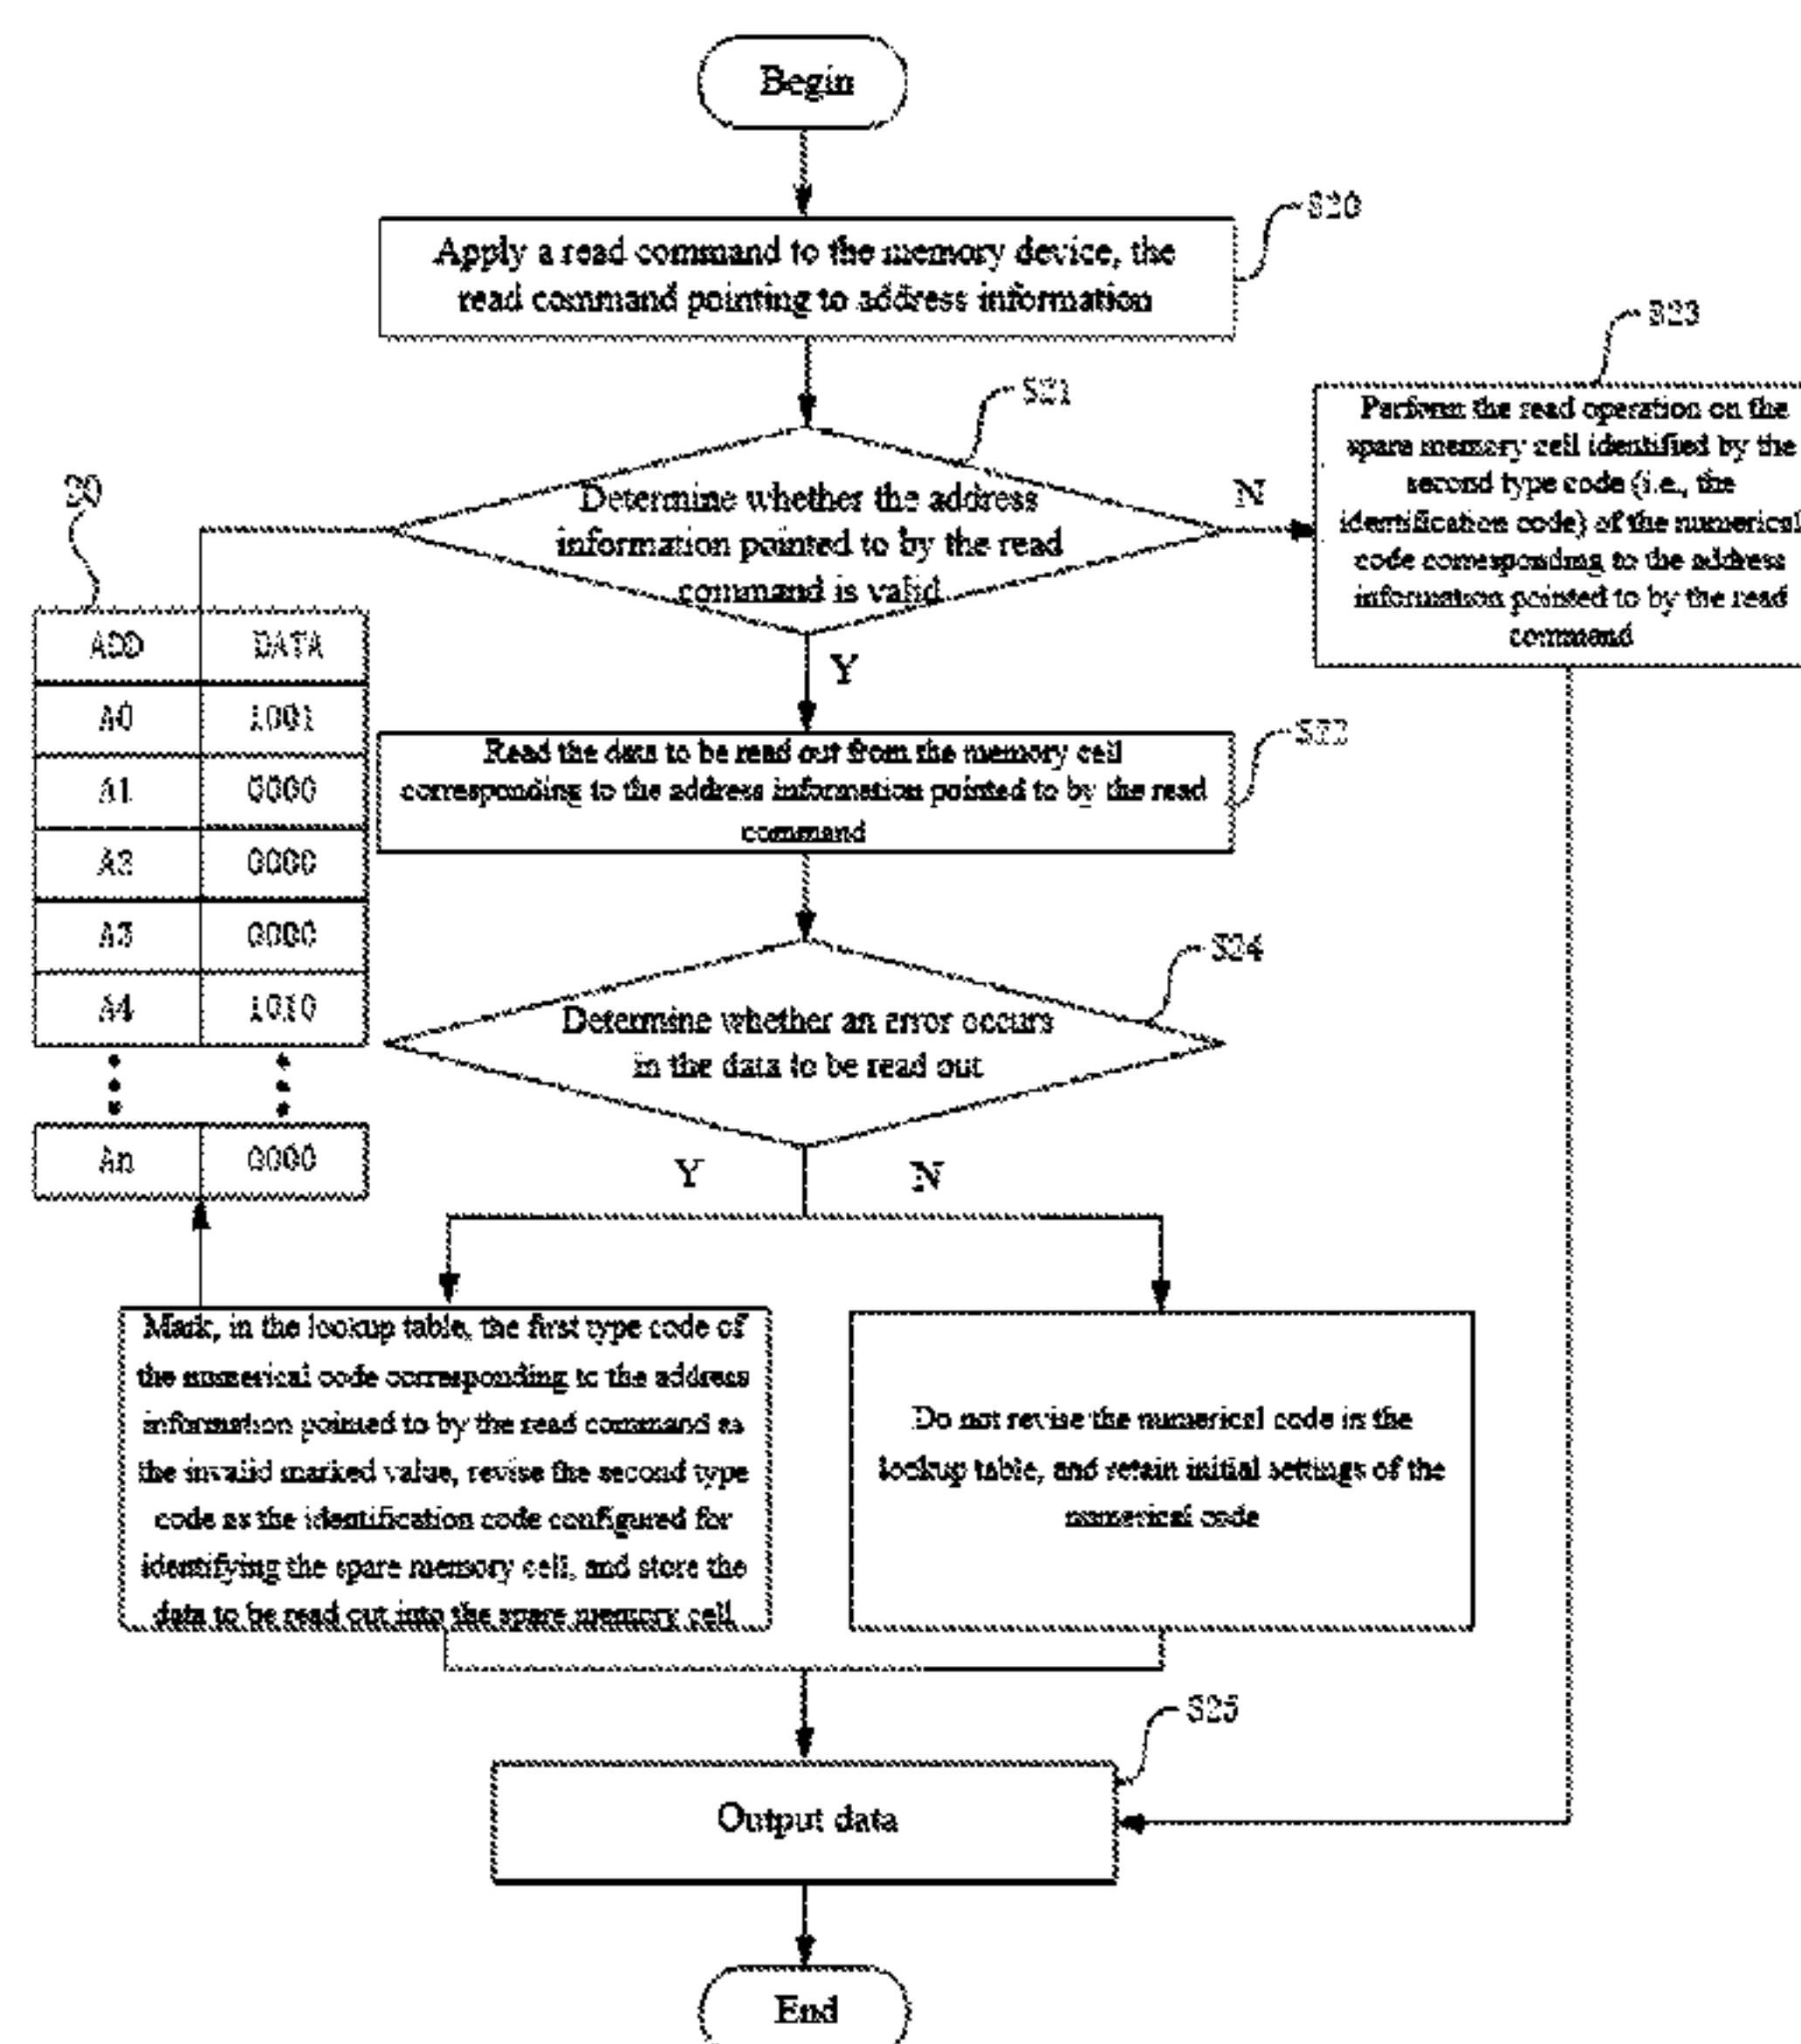 Begin
S20
Apply a read command to the memory device, the
read command pointing to address information
S23
Perform the read operation on the
spare memory cell identified by the
second type code (i.e., the
identification code) of the numerical
code corresponding to the address
information pointed to by the read
command
S21
Determine whether the address
information pointed to by the read
command is valid
N
Y
20
ADD DATA
A0 1001
A1 0000
A2 0000
A3 0000
A4 1010
An 0000
S22
Read the data to be read out from the memory cell
corresponding to the address information pointed to by the read
command
S24
Determine whether an error occurs
in the data to be read out
Y
N
Mark, in the lookup table, the first type code of
the numerical code corresponding to the address
information pointed to by the read command as
the invalid marked value, revise the second type
code as the identification code configured for
identifying the spare memory cell, and store the
data to be read out into the spare memory cell
Do not revise the numerical code in the
lookup table, and retain initial settings of the
numerical code
S25
Output data
End